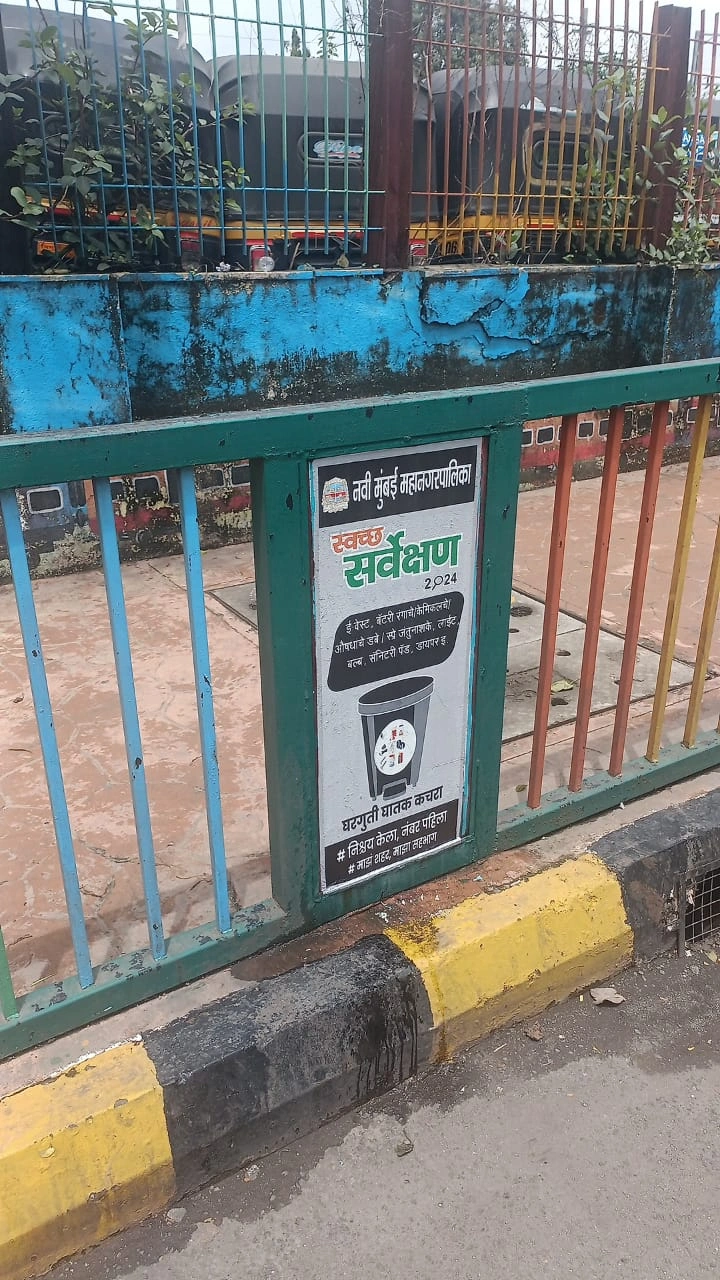 नवी मुंबई महानगरपालिका
स्वच्छ
सर्वेक्षण
2024
ई वेस्ट, बॅटरी रंगाचे/केमिकलचे/
औषधाचे डबे / स्प्रे जंतुनाशके, लाईट,
बल्ब, सॅनिटरी पॅड, डायपर इ.
घरगुती घातक कचरा
# निश्चय केला, नंबर पहिला
# माझं शहर, माझा सहभाग